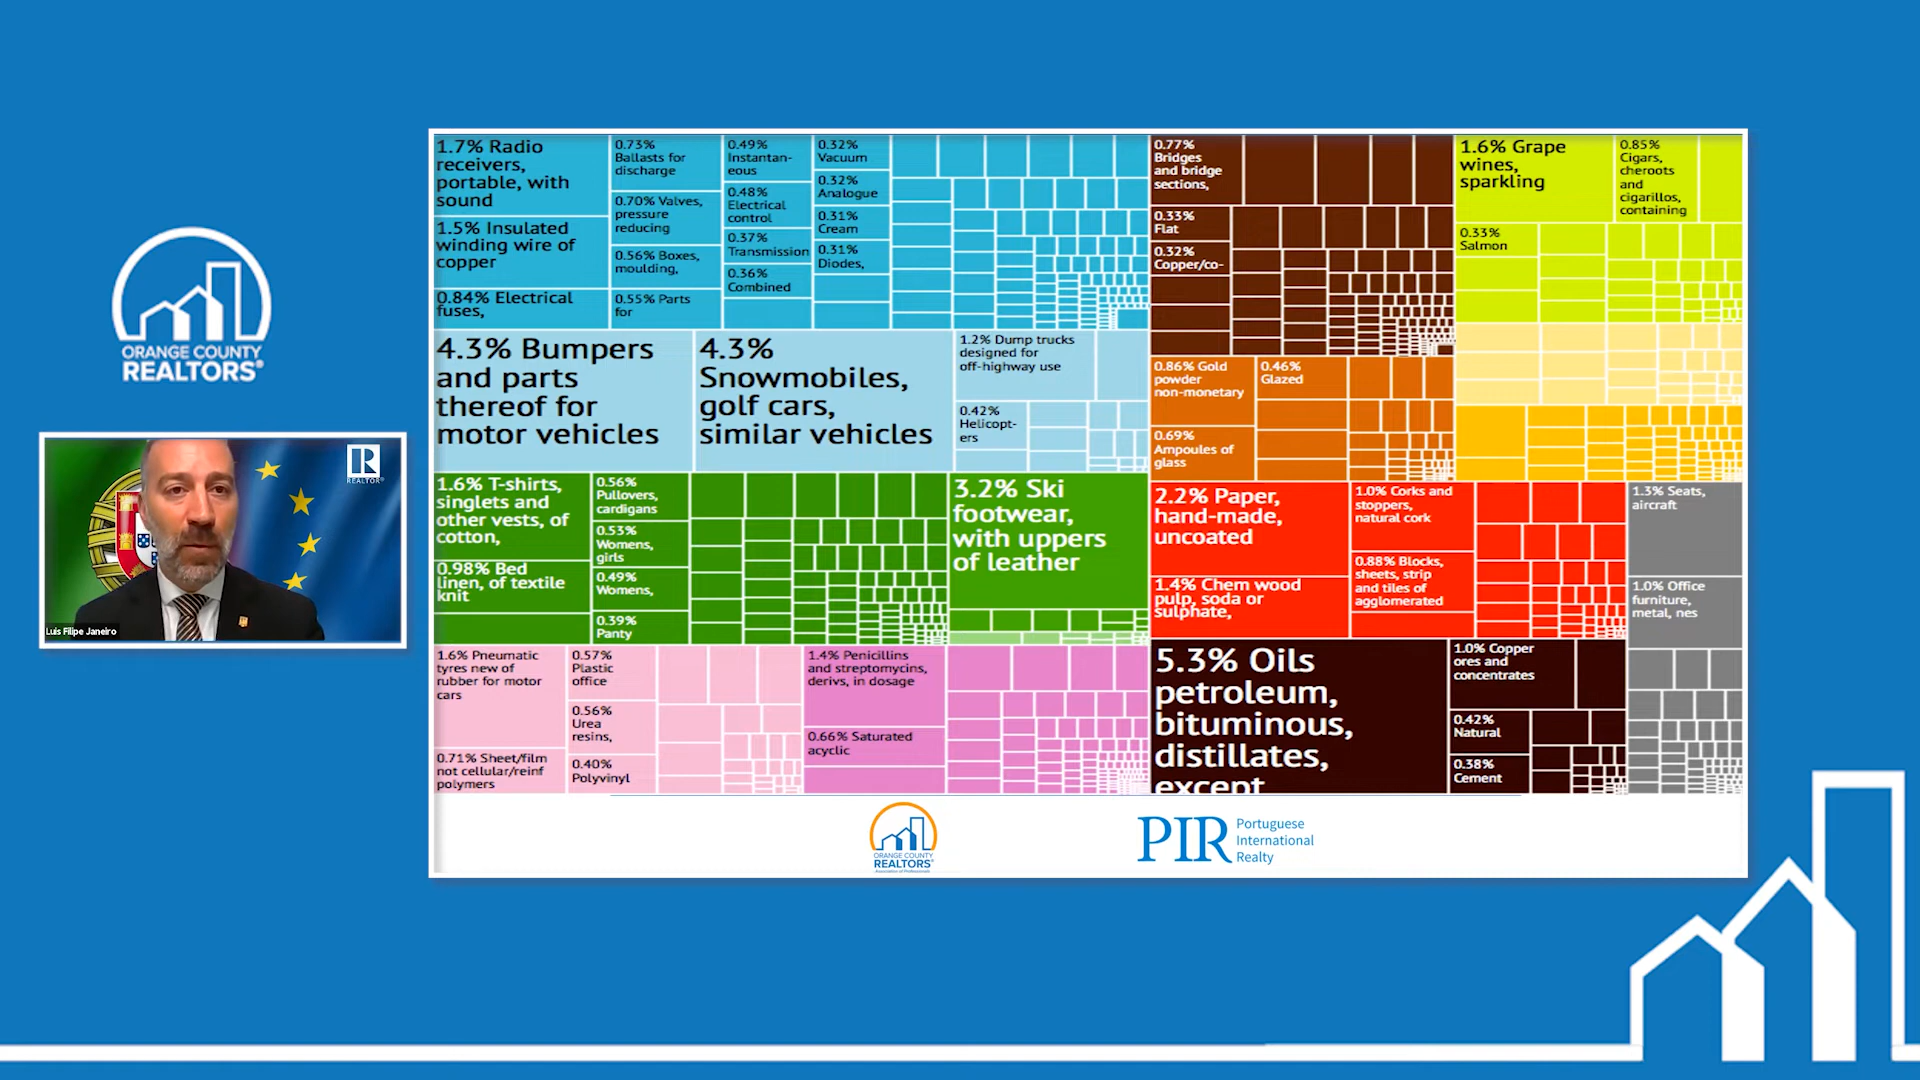 ORANGE COUNTY
REALTORS®
REALTOR®
Luis Filipe Janeiro
1.7% Radio
receivers,
portable, with
sound
1.5% Insulated
winding wire of
copper
0.84% Electrical
fuses,
0.73%
Ballasts for
discharge
0.70% Valves,
pressure
reducing
0.56% Boxes,
moulding,
0.55% Parts
for
0.49%
Instantan-
eous
0.48%
Electrical
control
0.37%
Transmission
0.36%
Combined
0.32%
Vacuum
0.32%
Analogue
0.31%
Cream
0.31%
Diodes,
4.3% Bumpers
and parts
thereof for
motor vehicles
4.3%
Snowmobiles,
golf cars,
similar vehicles
1.2% Dump trucks
designed for
off-highway use
0.42%
Helicopt-
ers
1.6% T-shirts,
singlets and
other vests, of
cotton,
0.98% Bed
linen, of textile
knit
0.56%
Pullovers,
cardigans
0.53%
Womens,
girls
0.49%
Womens,
0.39%
Panty
3.2% Ski
footwear,
with uppers
of leather
1.6% Pneumatic
tyres new of
rubber for motor
cars
0.71% Sheet/film
not cellular/reinf
polymers
0.57%
Plastic
office
0.56%
Urea
resins,
0.40%
Polyvinyl
1.4% Penicillins
and streptomycins,
derivs, in dosage
0.66% Saturated
acyclic
0.77%
Bridges
and bridge
sections,
0.33%
Flat
0.32%
Copper/co-
0.86% Gold
powder
non-monetary
0.69%
Ampoules of
glass
0.46%
Glazed
1.6% Grape
wines,
sparkling
0.85%
Cigars,
cheroots
and
cigarillos,
containing
0.33%
Salmon
2.2% Paper,
hand-made,
uncoated
1.4% Chem wood
pulp, soda or
sulphate,
1.0% Corks and
stoppers,
natural cork
0.88% Blocks,
sheets, strip
and tiles of
agglomerated
1.3% Seats,
aircraft
1.0% Office
furniture,
metal, nes
5.3% Oils
petroleum,
bituminous,
distillates,
except
1.0% Copper
ores and
concentrates
0.42%
Natural
0.38%
Cement
ORANGE COUNTY
REALTORS®
Association of Professionals
PIR
Portuguese
International
Realty